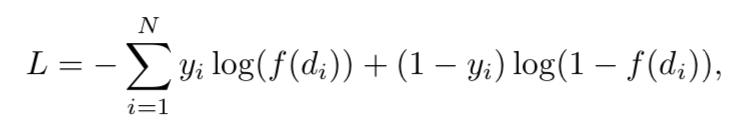 L = -\sum_{i=1}^{N} y_i \log(f(d_i)) + (1 - y_i) \log(1 - f(d_i)),